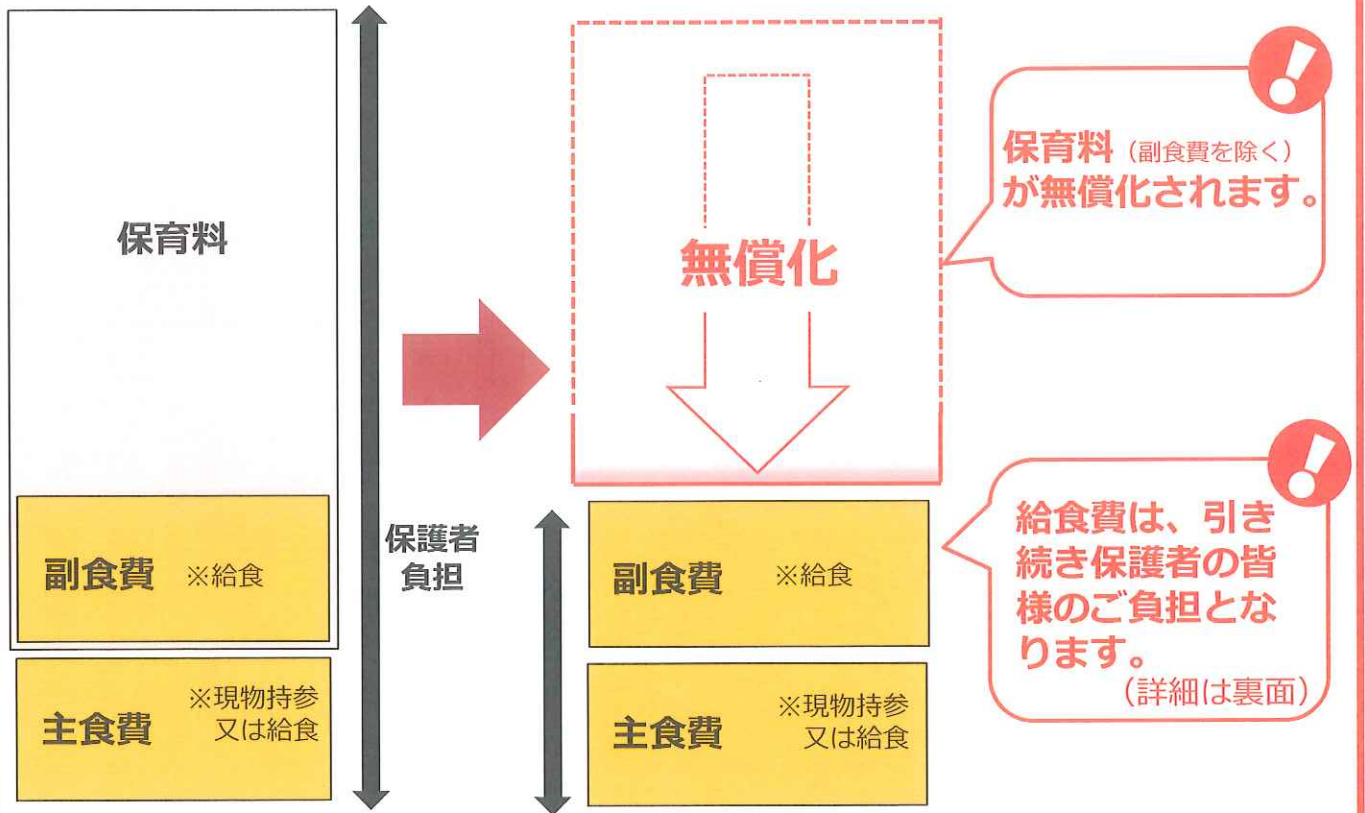 保育料
副食費 ※給食
主食費 ※現物持参
又は給食
保護者
負担
無償化
副食費 ※給食
主食費 ※現物持参
又は給食
保育料（副食費を除く）
が無償化されます。
給食費は、引き
続き保護者の皆
様のご負担とな
ります。
（詳細は裏面）